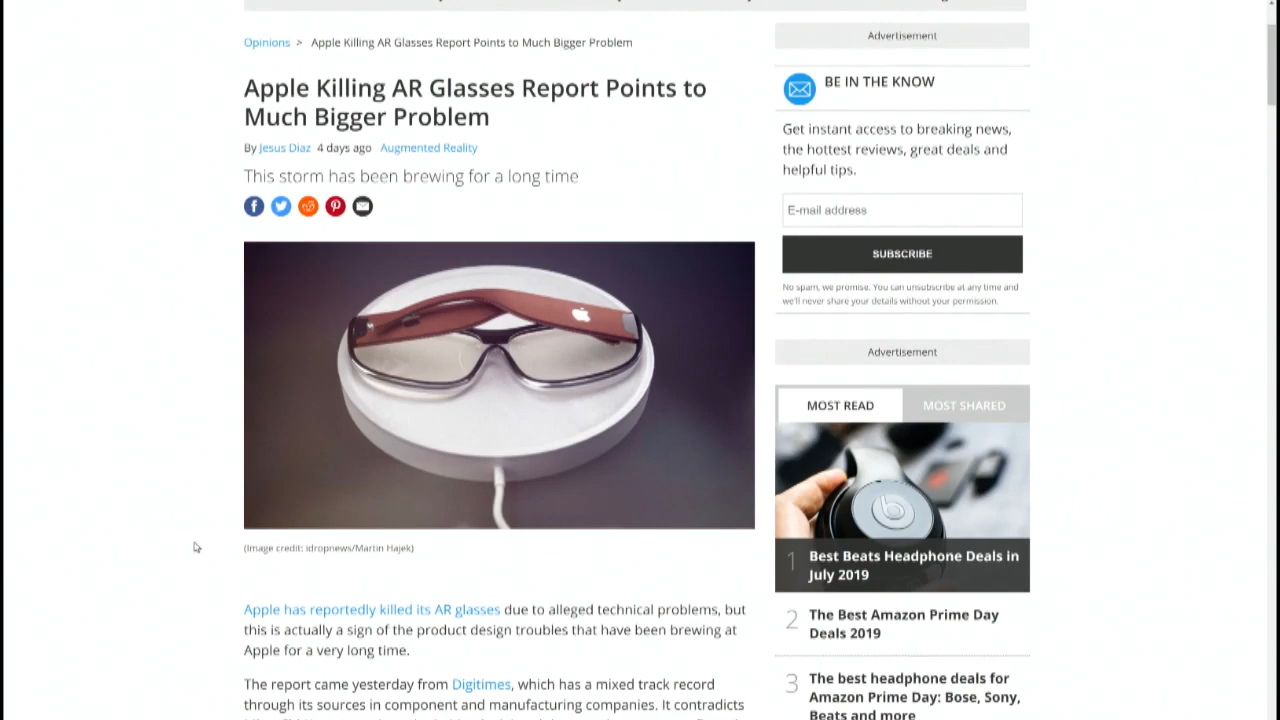 Opinions > Apple Killing AR Glasses Report Points to Much Bigger Problem
Apple Killing AR Glasses Report Points to
Much Bigger Problem
By Jesus Diaz 4 days ago Augmented Reality
This storm has been brewing for a long time
(Image credit: idropnews/Martin Hajek)
Apple has reportedly killed its AR glasses due to alleged technical problems, but
this is actually a sign of the product design troubles that have been brewing at
Apple for a very long time.
The report came yesterday from Digitimes, which has a mixed track record
through its sources in component and manufacturing companies. It contradicts
Advertisement
BE IN THE KNOW
Get instant access to breaking news,
the hottest reviews, great deals and
helpful tips.
E-mail address
SUBSCRIBE
No spam, we promise. You can unsubscribe at any time and
we'll never share your details without your permission.
Advertisement
MOST READ
MOST SHARED
1 Best Beats Headphone Deals in
July 2019
2 The Best Amazon Prime Day
Deals 2019
3 The best headphone deals for
Amazon Prime Day: Bose, Sony,
Beats and more